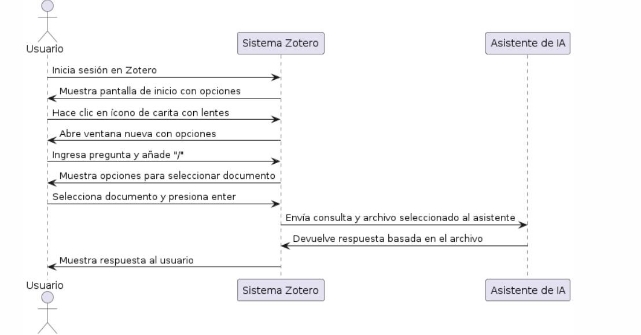 Usuario
Sistema Zotero
Asistente de IA
Inicia sesión en Zotero
Muestra pantalla de inicio con opciones
Hace clic en ícono de carita con lentes
Abre ventana nueva con opciones
Ingresa pregunta y añade "/"
Muestra opciones para seleccionar documento
Selecciona documento y presiona enter
Envía consulta y archivo seleccionado al asistente
Devuelve respuesta basada en el archivo
Muestra respuesta al usuario
Usuario
Sistema Zotero
Asistente de IA